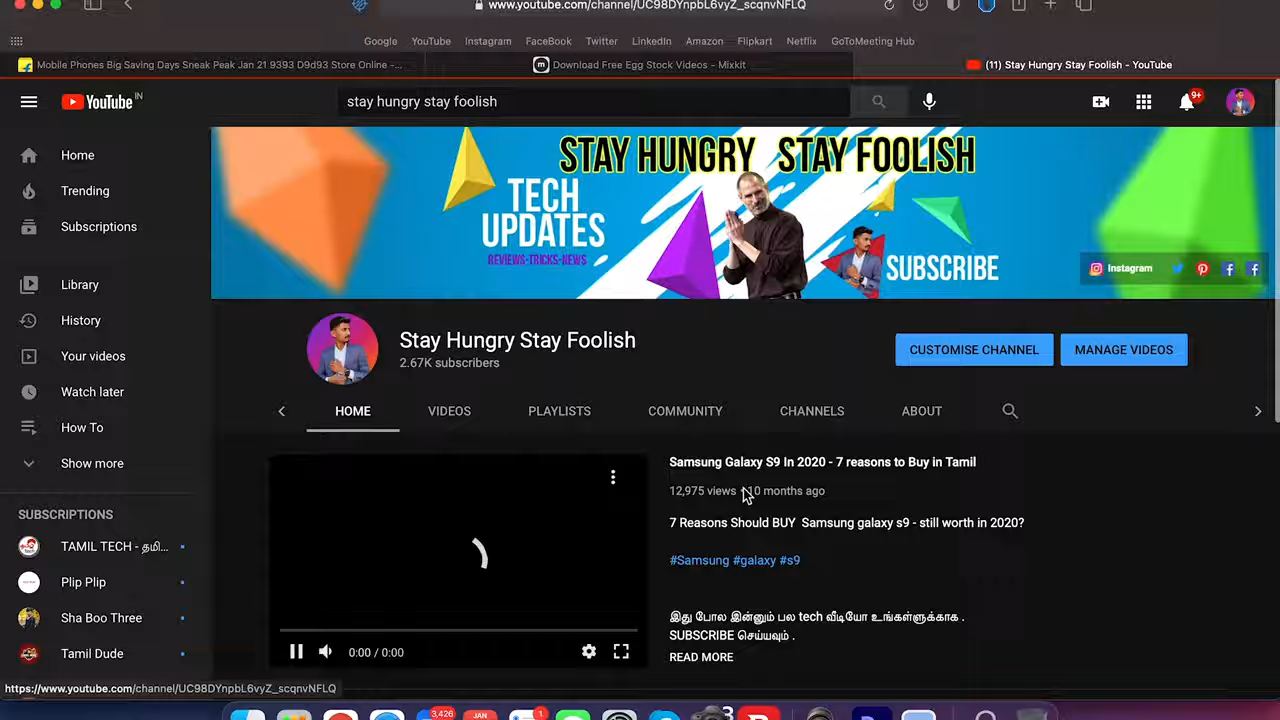 www.youtube.com/channel/UC98DYnpbL6vyZ_scqnvNFLQ
Google YouTube Instagram FaceBook Twitter LinkedIn Amazon Flipkart Netflix GoToMeeting Hub
Mobile Phones Big Saving Days Sneak Peak Jan 21 9393 D9d93 Store Online -...
m Download Free Egg Stock Videos - Mixkit
(11) Stay Hungry Stay Foolish - YouTube
YouTube IN
stay hungry stay foolish
9+
Home
Trending
Subscriptions
Library
History
Your videos
Watch later
How To
Show more
SUBSCRIPTIONS
TAMIL TECH - தமி...
Plip Plip
Sha Boo Three
Tamil Dude
STAY HUNGRY STAY FOOLISH
TECH
UPDATES
REVIEWS-TRICKS-NEWS
SUBSCRIBE
Instagram
Stay Hungry Stay Foolish
2.67K subscribers
CUSTOMISE CHANNEL
MANAGE VIDEOS
HOME VIDEOS PLAYLISTS COMMUNITY CHANNELS ABOUT
0:00 / 0:00
Samsung Galaxy S9 In 2020 - 7 reasons to Buy in Tamil
12,975 views • 10 months ago
7 Reasons Should BUY Samsung galaxy s9 - still worth in 2020?
#Samsung #galaxy #s9
இது போல இன்னும் பல tech வீடியோ உங்கள்ளுக்காக .
SUBSCRIBE செய்யவும் .
READ MORE
https://www.youtube.com/channel/UC98DYnpbL6vyZ_scqnvNFLQ
3,426
JAN
1
3